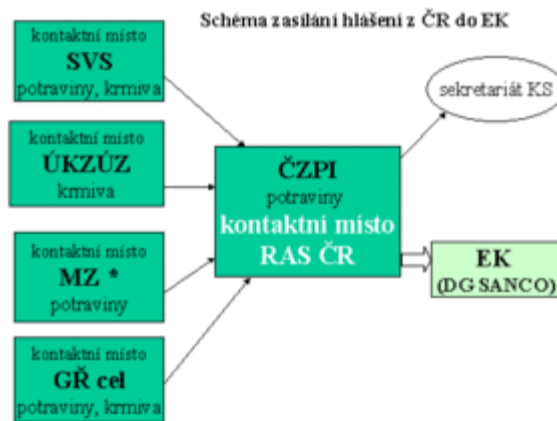 Schéma zasílání hlášení z ČR do EK
kontaktní místo
SVS
potraviny, krmiva
kontaktní místo
ÚKZÚZ
krmiva
kontaktní místo
MZ *
potraviny
kontaktní místo
GŘ cel
potraviny, krmiva
ČZPI
potraviny
kontaktní místo
RAS ČR
sekretariát KS
EK
(DG SANCO)